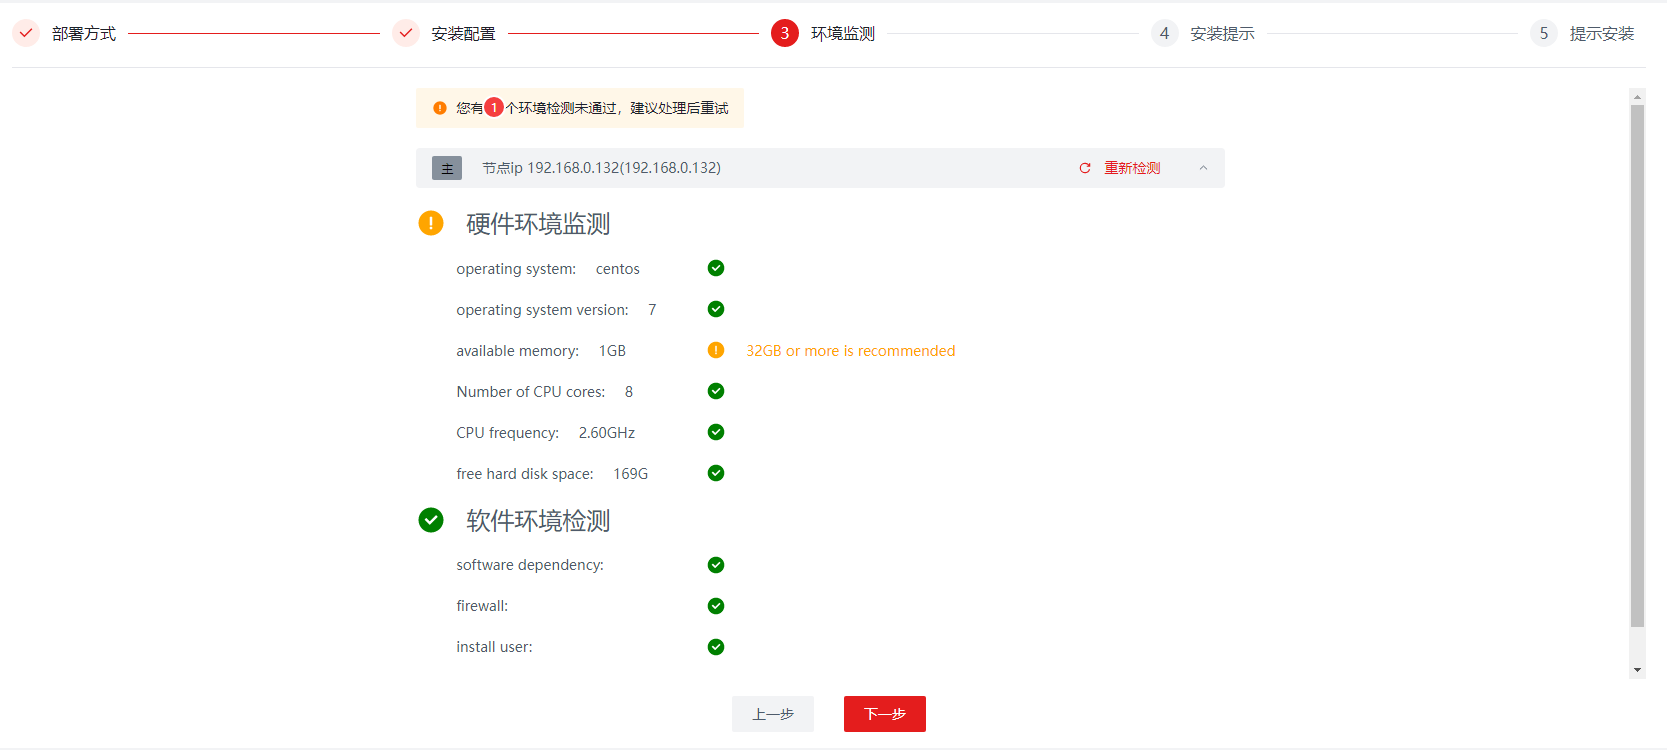 部署方式 安装配置 3 环境监测 4 安装提示 5 提示安装
您有1个环境检测未通过，建议处理后重试
主 节点ip 192.168.0.132(192.168.0.132) 重新检测
硬件环境监测
operating system: centos
operating system version: 7
available memory: 1GB 32GB or more is recommended
Number of CPU cores: 8
CPU frequency: 2.60GHz
free hard disk space: 169G
软件环境检测
software dependency:
firewall:
install user:
上一步 下一步